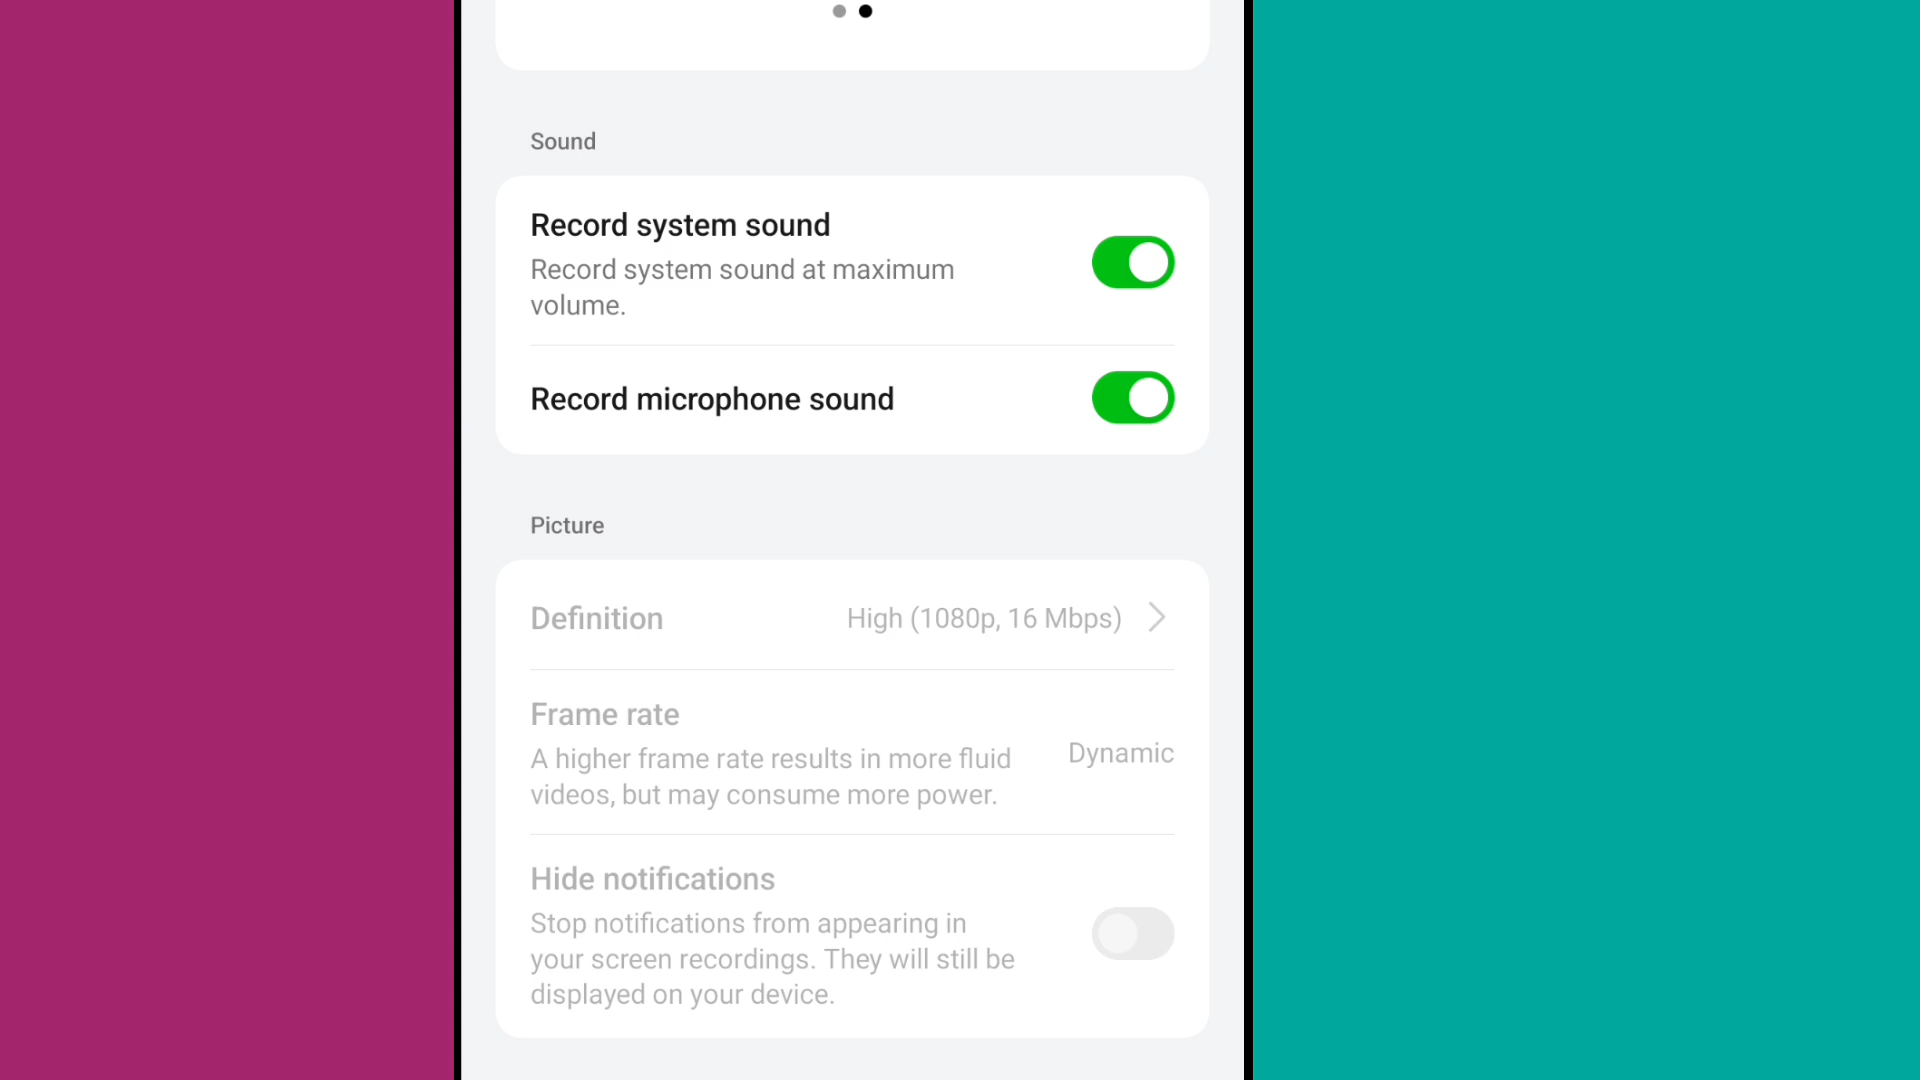 Sound
Record system sound
Record system sound at maximum
volume.
Record microphone sound
Picture
Definition
High (1080p, 16 Mbps)
Frame rate
A higher frame rate results in more fluid
videos, but may consume more power.
Dynamic
Hide notifications
Stop notifications from appearing in
your screen recordings. They will still be
displayed on your device.